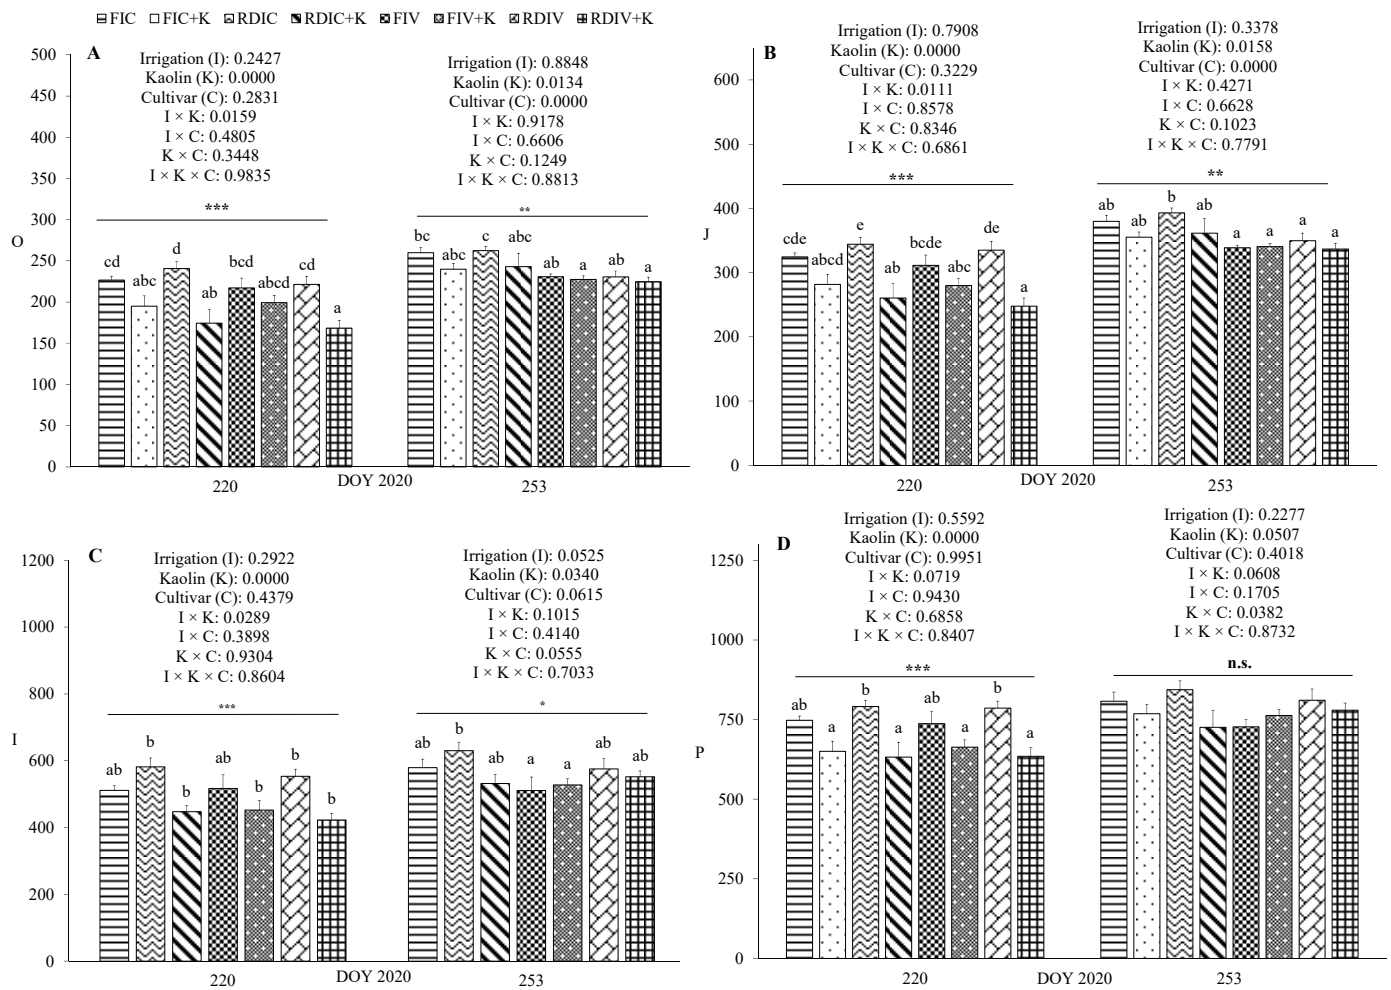 FIC FIC+K RDIC RDIC+K FIV FIV+K RDIV RDIV+K
A
500
450
400
350
300
250
200
150
100
50
0
O
Irrigation (I): 0.2427
Kaolin (K): 0.0000
Cultivar (C): 0.2831
I × K: 0.0159
I × C: 0.4805
K × C: 0.3448
I × K × C: 0.9835
***
cd abc d ab bcd abcd cd a
Irrigation (I): 0.8848
Kaolin (K): 0.0134
Cultivar (C): 0.0000
I × K: 0.9178
I × C: 0.6606
K × C: 0.1249
I × K × C: 0.8813
**
bc abc c abc ab a ab a
220 DOY 2020 253
B
600
500
400
300
200
100
0
J
Irrigation (I): 0.7908
Kaolin (K): 0.0000
Cultivar (C): 0.3229
I × K: 0.0111
I × C: 0.8578
K × C: 0.8346
I × K × C: 0.6861
***
cde abcd e ab bcde abc de a
Irrigation (I): 0.3378
Kaolin (K): 0.0158
Cultivar (C): 0.0000
I × K: 0.4271
I × C: 0.6628
K × C: 0.1023
I × K × C: 0.7791
**
ab ab b ab a a a a
220 DOY 2020 253
C
1200
1000
800
600
400
200
0
I
Irrigation (I): 0.2922
Kaolin (K): 0.0000
Cultivar (C): 0.4379
I × K: 0.0289
I × C: 0.3898
K × C: 0.9304
I × K × C: 0.8604
***
ab b b ab b b b
Irrigation (I): 0.0525
Kaolin (K): 0.0340
Cultivar (C): 0.0615
I × K: 0.1015
I × C: 0.4140
K × C: 0.0555
I × K × C: 0.7033
*
ab b ab a a ab ab
220 DOY 2020 253
D
1250
1000
750
500
250
0
P
Irrigation (I): 0.5592
Kaolin (K): 0.0000
Cultivar (C): 0.9951
I × K: 0.0719
I × C: 0.9430
K × C: 0.6858
I × K × C: 0.8407
***
ab a b a ab a b a
Irrigation (I): 0.2277
Kaolin (K): 0.0507
Cultivar (C): 0.4018
I × K: 0.0608
I × C: 0.1705
K × C: 0.0382
I × K × C: 0.8732
n.s.
220 DOY 2020 253